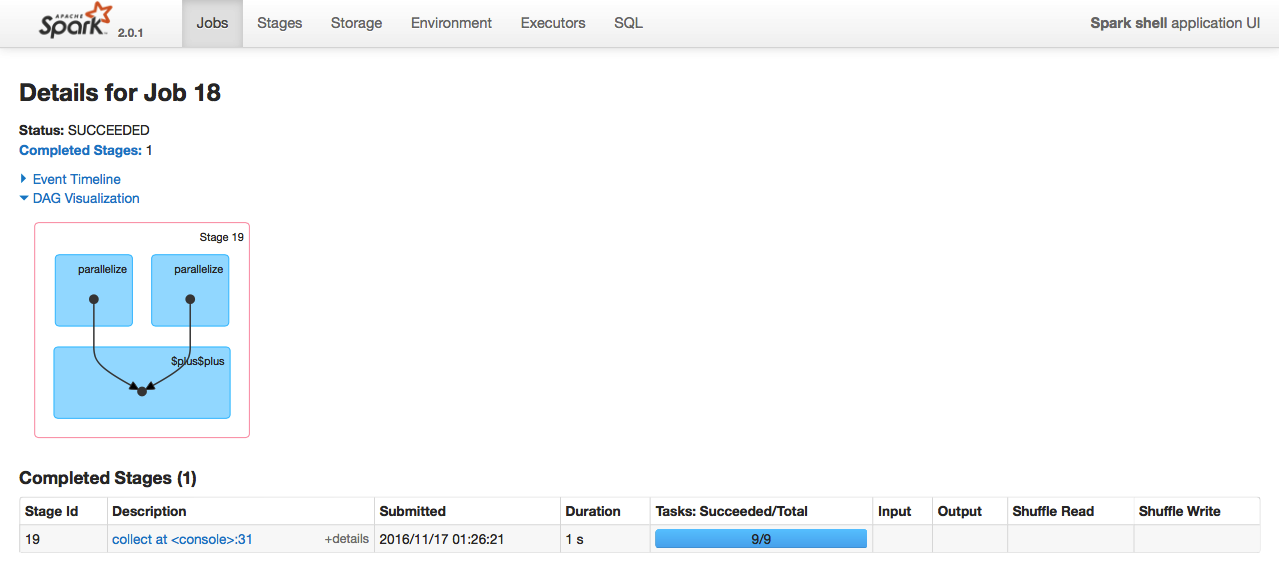 APACHE
Spark 2.0.1 Jobs Stages Storage Environment Executors SQL Spark shell application UI
Details for Job 18
Status: SUCCEEDED
Completed Stages: 1
Event Timeline
DAG Visualization
Stage 19
parallelize parallelize
$plus$plus
Completed Stages (1)
Stage Id Description Submitted Duration Tasks: Succeeded/Total Input Output Shuffle Read Shuffle Write
19 collect at <console>:31 +details 2016/11/17 01:26:21 1 s 9/9